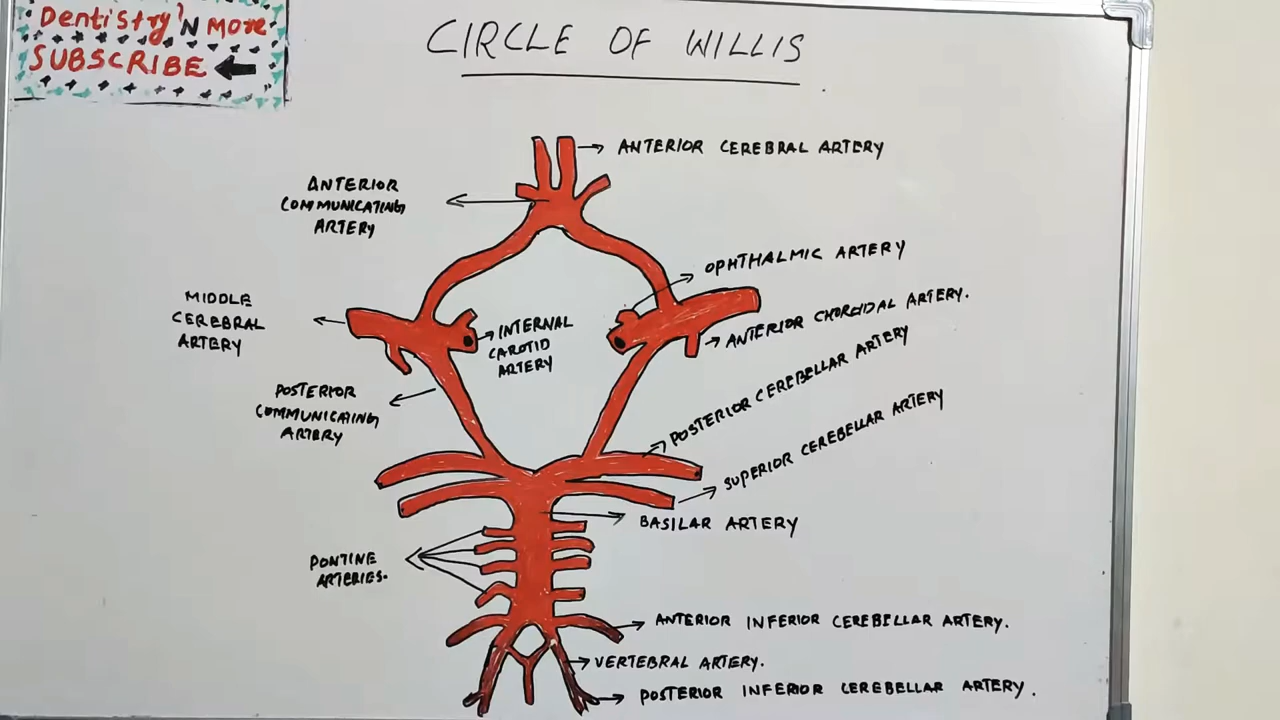 Dentistry'N More
SUBSCRIBE
CIRCLE OF WILLIS
ANTERIOR CEREBRAL ARTERY
ANTERIOR
COMMUNICATING
ARTERY
OPHTHALMIC ARTERY
MIDDLE
CEREBRAL
ARTERY
INTERNAL
CAROTID
ARTERY
ANTERIOR CHOROIDAL ARTERY.
POSTERIOR CEREBELLAR ARTERY
POSTERIOR
COMMUNICATING
ARTERY
SUPERIOR CEREBELLAR ARTERY
BASILAR ARTERY
PONTINE
ARTERIES.
ANTERIOR INFERIOR CEREBELLAR ARTERY.
VERTEBRAL ARTERY.
POSTERIOR INFERIOR CEREBELLAR ARTERY.